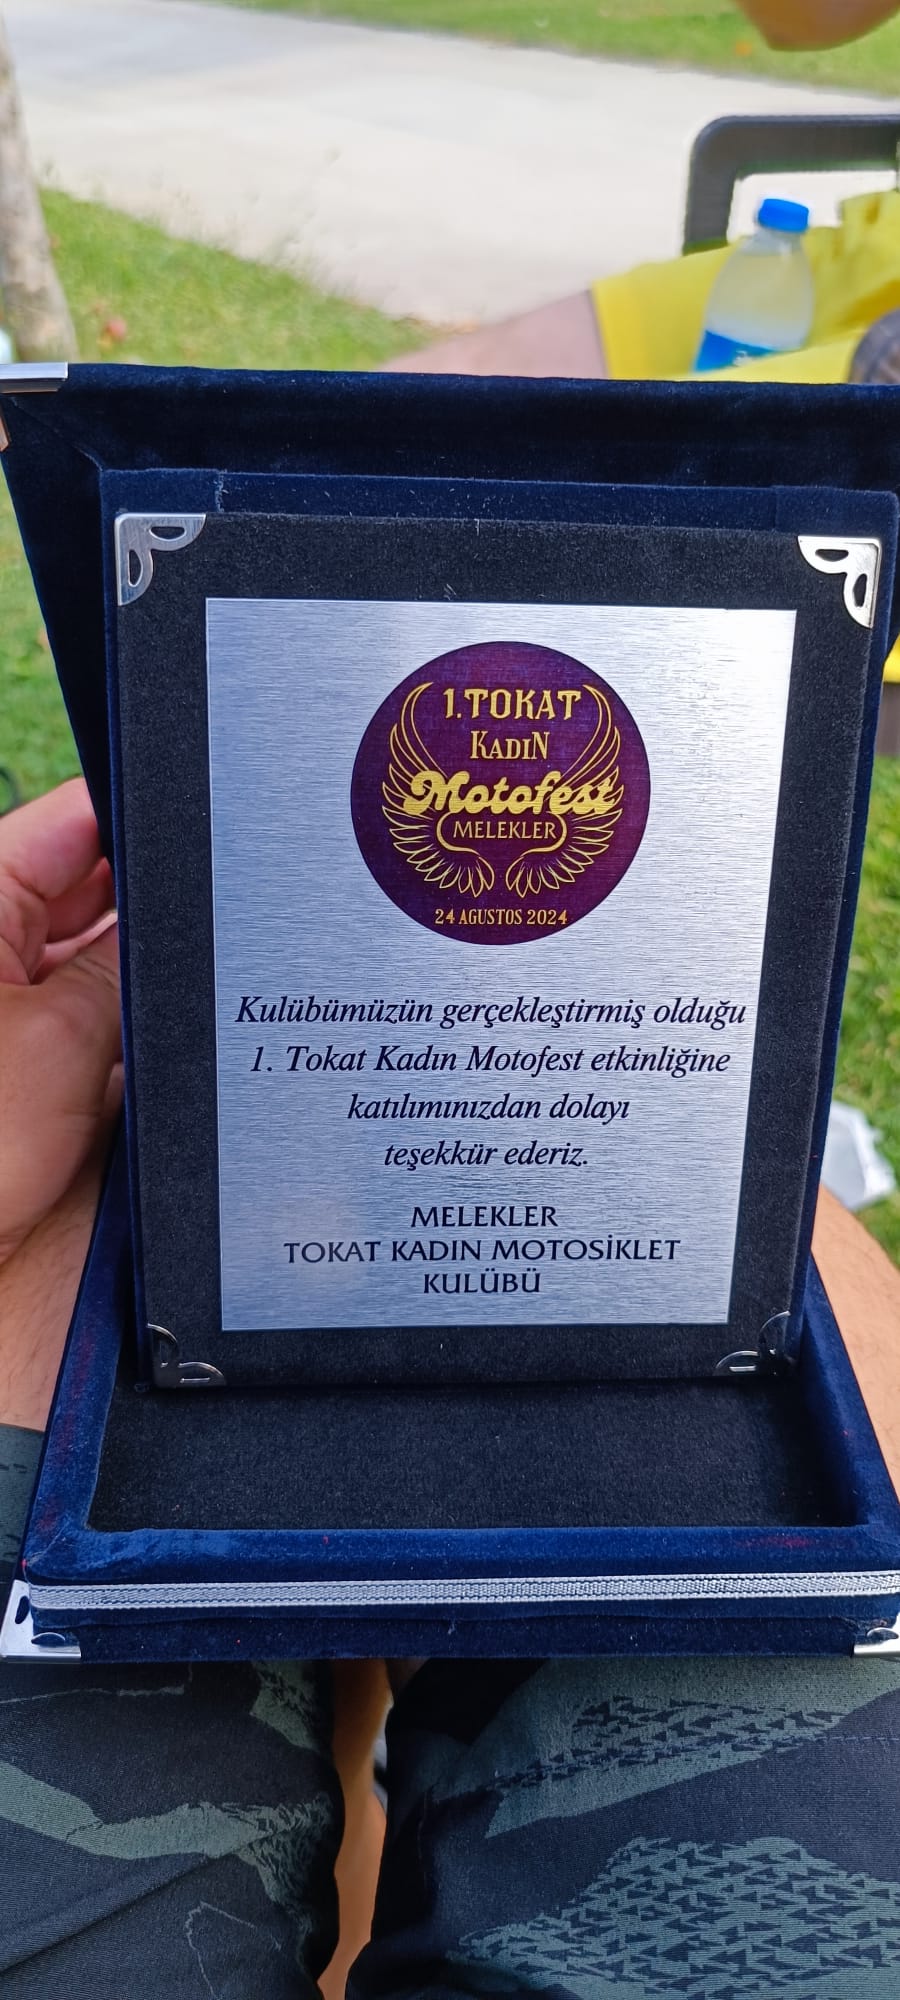 1.TOKAT
KADIN
Motofest
MELEKLER
24 AGUSTOS 2024
Kulübümüzün gerçekleştirmiş olduğu
1. Tokat Kadın Motofest etkinliğine
katılımınızdan dolayı
teşekkür ederiz.
MELEKLER
TOKAT KADIN MOTOSİKLET
KULÜBÜ